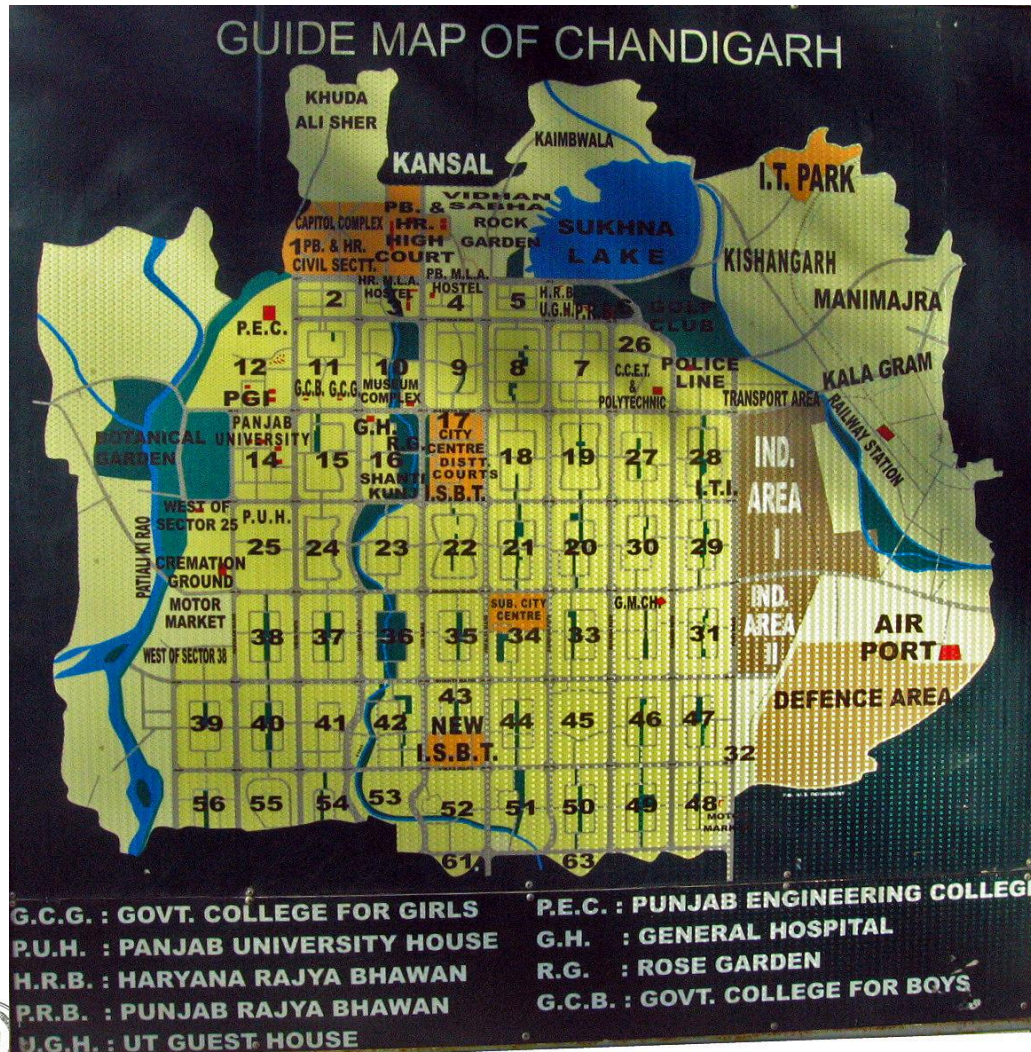 GUIDE MAP OF CHANDIGARH
KHUDA
ALI SHER
KAIMBWALA
KANSAL
I.T. PARK
CAPITOL COMPLEX
1 PB. & HR.
CIVIL SECTT.
PB. &
HR.
HIGH
COURT
VIDHAN
SABHA
ROCK
GARDEN
SUKHNA
LAKE
KISHANGARH
MANIMAJRA
HR. M.L.A.
HOSTEL
PB. M.L.A.
HOSTEL
2
3
4
5
H.R.B.
U.G.H.
P.R.B.
GOLF
CLUB
P.E.C.
12
PGI
11
G.C.B.
G.C.G.
10
MUSEUM
COMPLEX
9
8
7
26
C.C.E.T.
&
POLYTECHNIC
POLICE
LINE
TRANSPORT AREA
KALA GRAM
RAILWAY STATION
BOTANICAL
GARDEN
PANJAB
UNIVERSITY
14
15
G.H.
R.G.
16
SHANTI
KUNJ
17
CITY
CENTRE
DISTT.
COURTS
I.S.B.T.
18
19
27
28
I.T.I.
IND.
AREA
I
WEST OF
SECTOR 25
P.U.H.
25
24
23
22
21
20
30
29
PATIALI-KI RAO
CREMATION
GROUND
MOTOR
MARKET
WEST OF SECTOR 38
38
37
36
35
SUB. CITY
CENTRE
34
33
G.M.CH
31
IND.
AREA
II
AIR
PORT
DEFENCE AREA
39
40
41
42
43
NEW
I.S.B.T.
44
45
46
47
32
56
55
54
53
52
51
50
49
48
61
63
G.C.G. : GOVT. COLLEGE FOR GIRLS
P.U.H. : PANJAB UNIVERSITY HOUSE
H.R.B. : HARYANA RAJYA BHAWAN
P.R.B. : PUNJAB RAJYA BHAWAN
U.G.H. : UT GUEST HOUSE
P.E.C. : PUNJAB ENGINEERING COLLEGE
G.H. : GENERAL HOSPITAL
R.G. : ROSE GARDEN
G.C.B. : GOVT. COLLEGE FOR BOYS